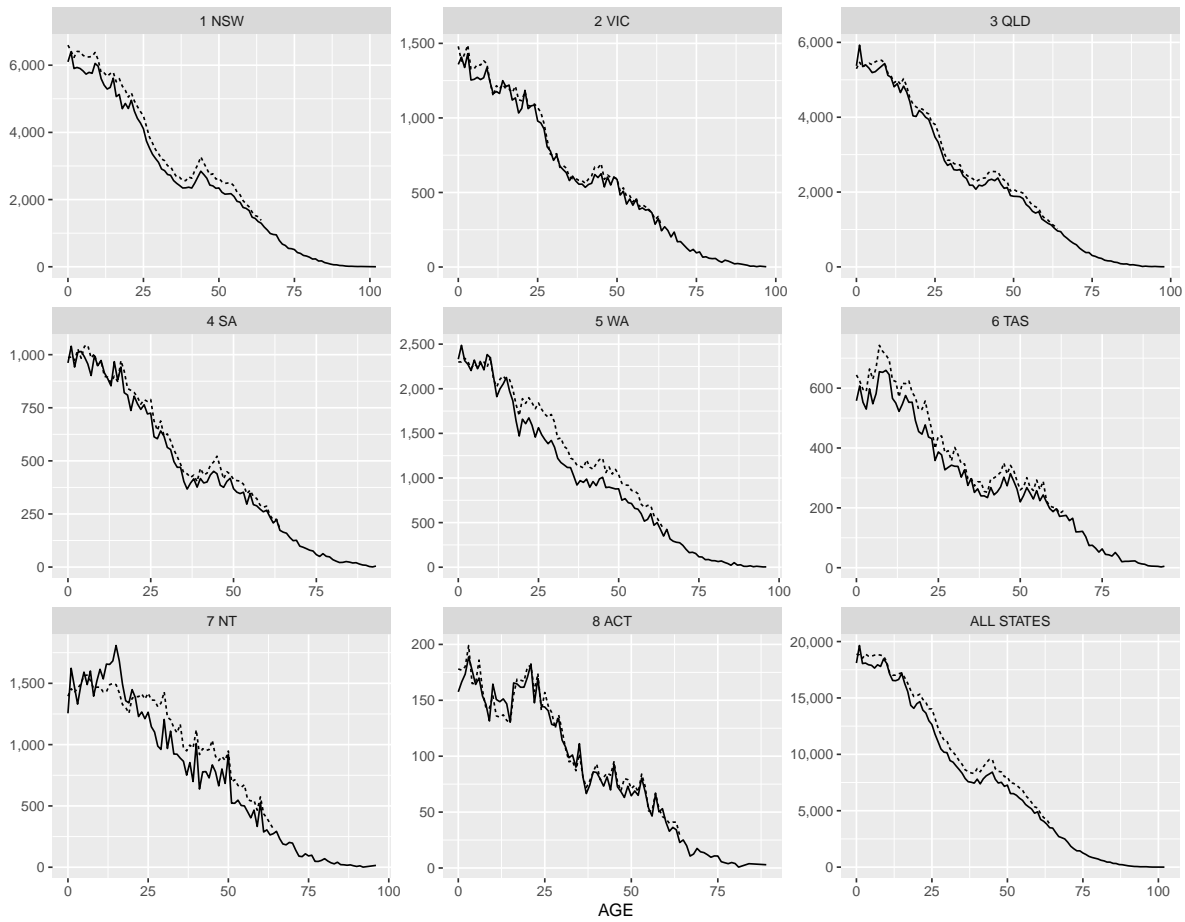 1 NSW
6,000
4,000
2,000
0
0 25 50 75 100
2 VIC
1,500
1,000
500
0
0 25 50 75 100
3 QLD
6,000
4,000
2,000
0
0 25 50 75 100
4 SA
1,000
750
500
250
0
0 25 50 75
5 WA
2,500
2,000
1,500
1,000
500
0
0 25 50 75 100
6 TAS
600
400
200
0
0 25 50 75
7 NT
1,500
1,000
500
0
0 25 50 75 100
8 ACT
200
150
100
50
0
0 25 50 75
ALL STATES
20,000
15,000
10,000
5,000
0
0 25 50 75 100
AGE